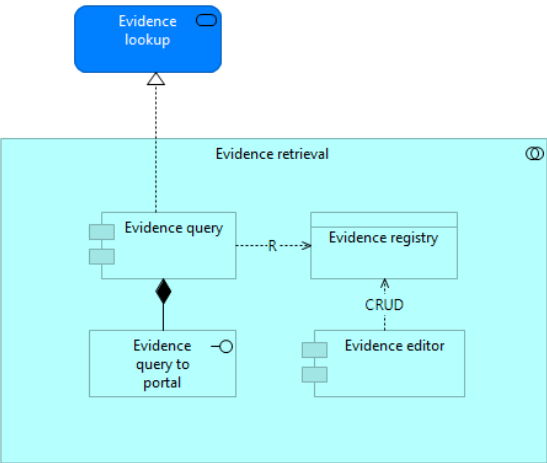 Evidence
lookup
Evidence retrieval
Evidence query
R
Evidence registry
CRUD
Evidence
query to
portal
Evidence editor